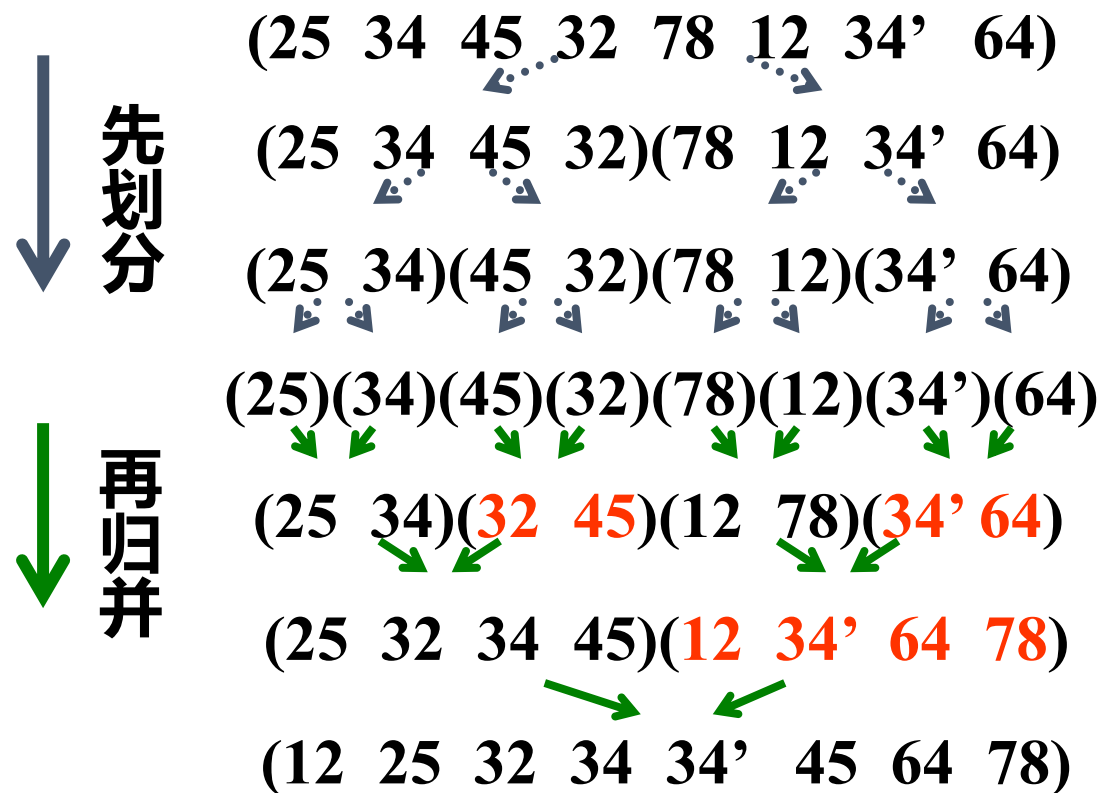 (25 34 45 32 78 12 34’ 64)
先划分
(25 34 45 32)(78 12 34’ 64)
(25 34)(45 32)(78 12)(34’ 64)
(25)(34)(45)(32)(78)(12)(34’)(64)
再归并
(25 34)(32 45)(12 78)(34’ 64)
(25 32 34 45)(12 34’ 64 78)
(12 25 32 34 34’ 45 64 78)